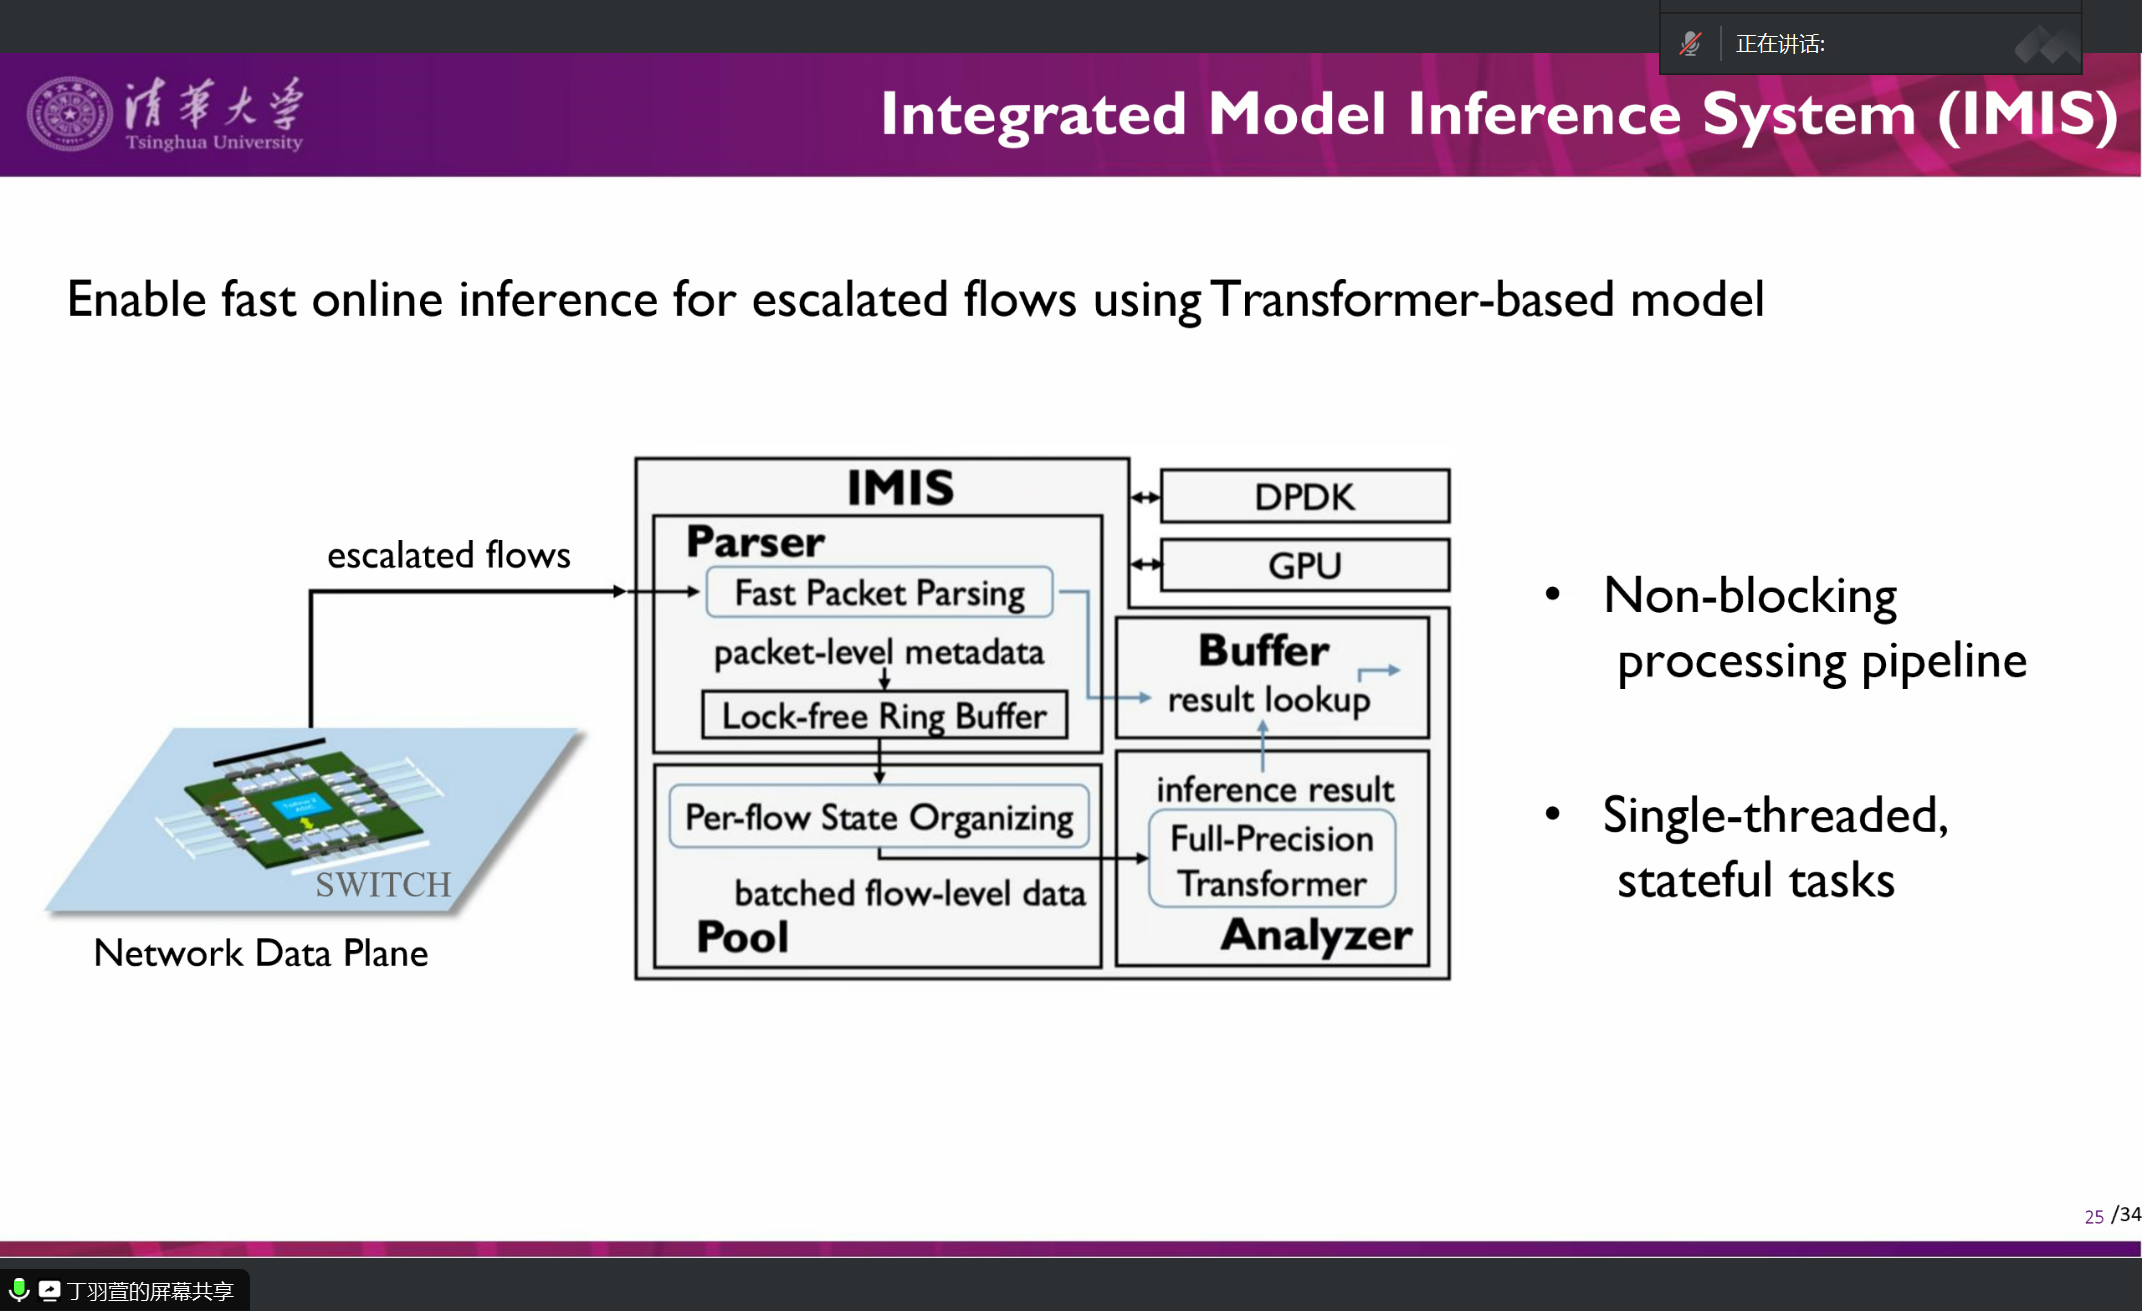 正在讲话:
清华大学
Tsinghua University
Integrated Model Inference System (IMIS)
Enable fast online inference for escalated flows using Transformer-based model
escalated flows
SWITCH
Network Data Plane
IMIS
Parser
Fast Packet Parsing
packet-level metadata
Lock-free Ring Buffer
Per-flow State Organizing
batched flow-level data
Pool
DPDK
GPU
Buffer
result lookup
inference result
Full-Precision
Transformer
Analyzer
• Non-blocking
processing pipeline
• Single-threaded,
stateful tasks
25 /34
丁羽萱的屏幕共享